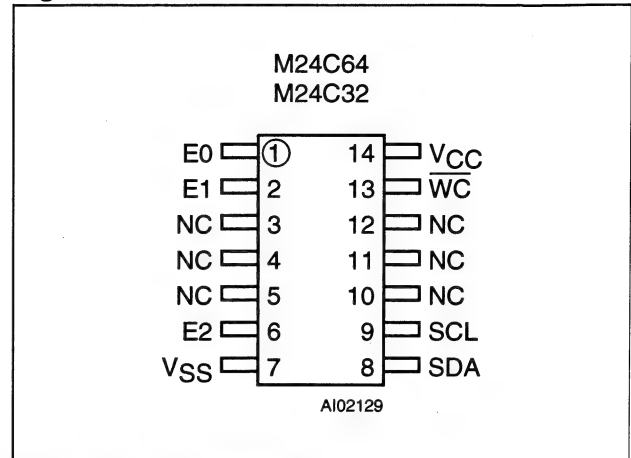 M24C64
M24C32
E0 1 14 VCC
E1 2 13 WC
NC 3 12 NC
NC 4 11 NC
NC 5 10 NC
E2 6 9 SCL
VSS 7 8 SDA
AI02129